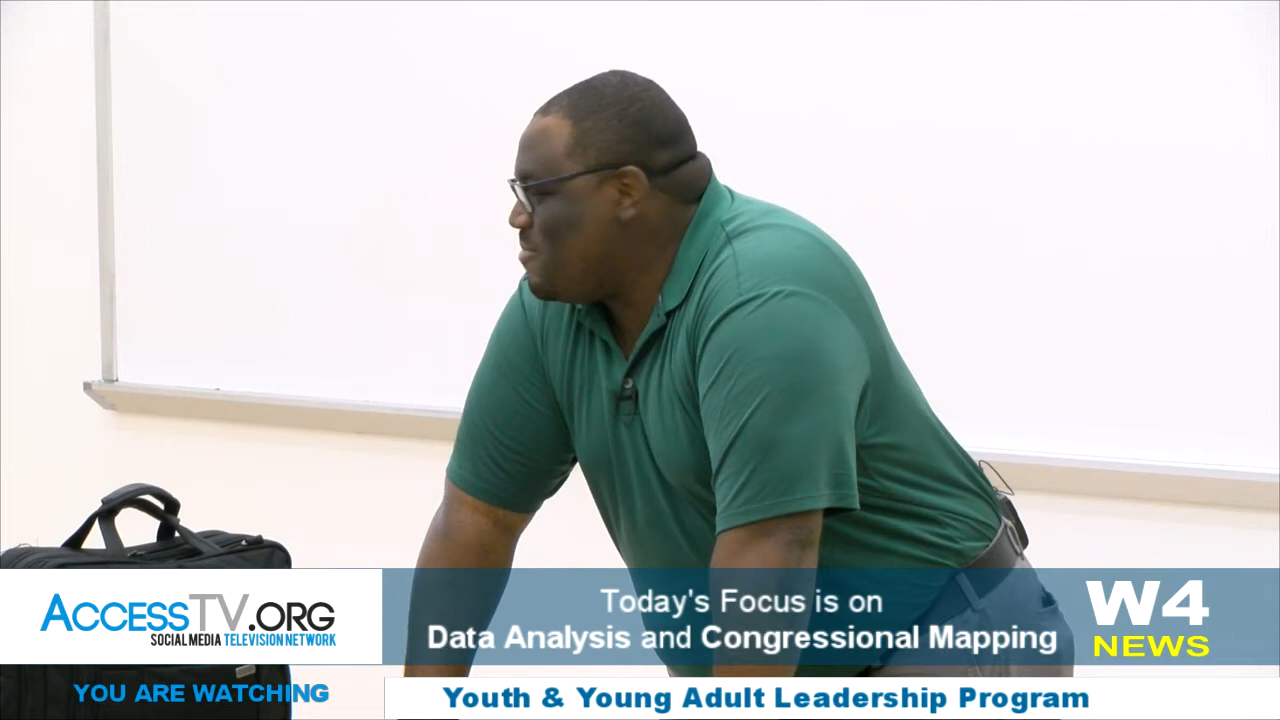 ACCESSTV.ORG
SOCIAL MEDIA TELEVISION NETWORK
Today's Focus is on
Data Analysis and Congressional Mapping
W4
NEWS
YOU ARE WATCHING
Youth & Young Adult Leadership Program